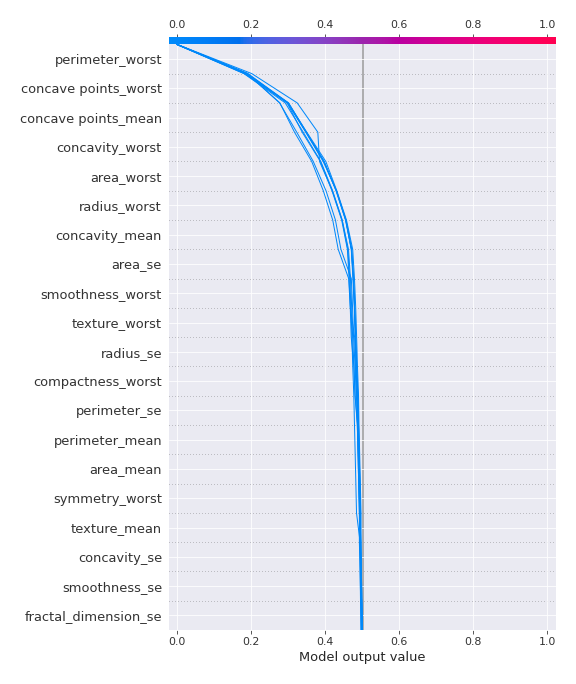 0.0 0.2 0.4 0.6 0.8 1.0
perimeter_worst
concave points_worst
concave points_mean
concavity_worst
area_worst
radius_worst
concavity_mean
area_se
smoothness_worst
texture_worst
radius_se
compactness_worst
perimeter_se
perimeter_mean
area_mean
symmetry_worst
texture_mean
concavity_se
smoothness_se
fractal_dimension_se
0.0 0.2 0.4 0.6 0.8 1.0
Model output value